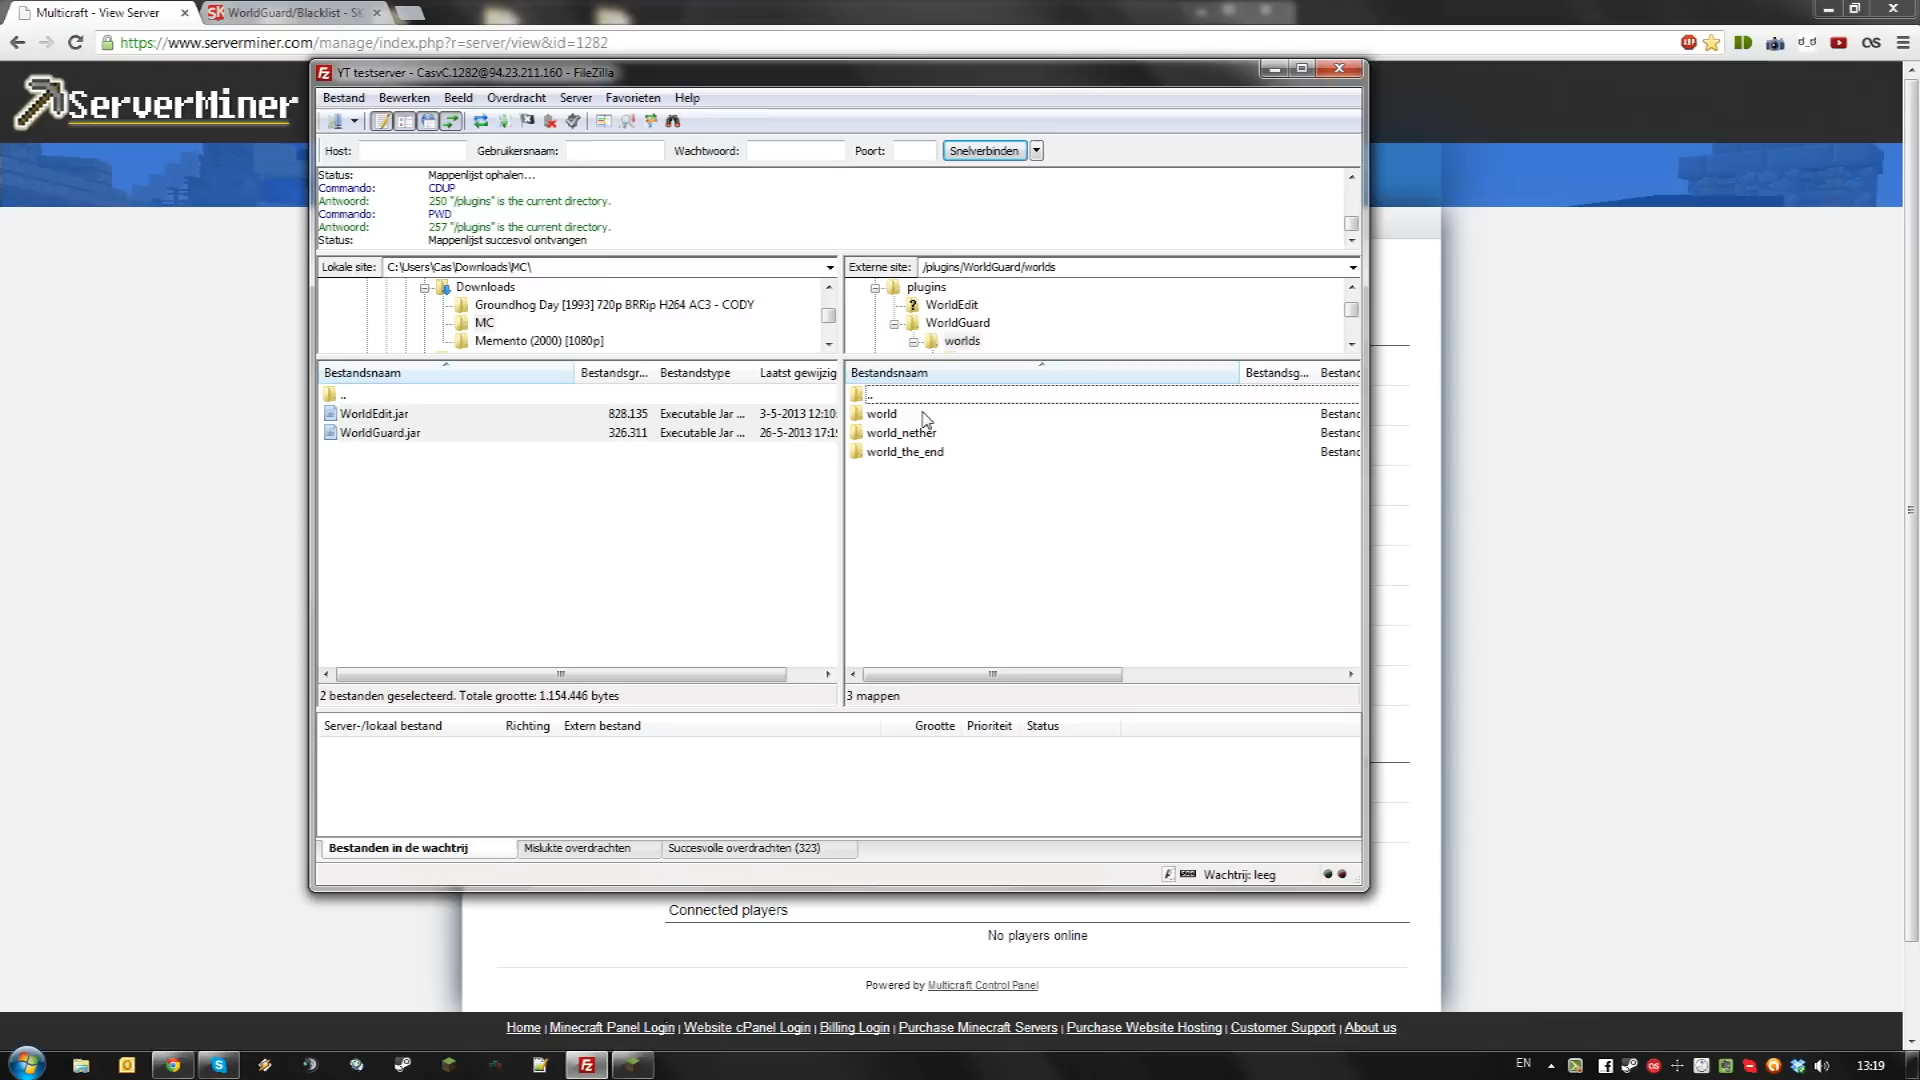 Multicraft - View Server
WorldGuard/Blacklist - SK
https://www.serverminer.com/manage/index.php?r=server/view&id=1282
OS
SERVERMINER
YT testserver - CasvC.1282@94.23.211.160 - FileZilla
Bestand Bewerken Beeld Overdracht Server Favorieten Help
Host: Gebruikersnaam: Wachtwoord: Poort: Snelverbinden
Status: Mappenlijst ophalen...
Commando: CDUP
Antwoord: 250 "/plugins" is the current directory.
Commando: PWD
Antwoord: 257 "/plugins" is the current directory.
Status: Mappenlijst succesvol ontvangen
Lokale site: C:\Users\Cas\Downloads\MC\
Downloads
Groundhog Day [1993] 720p BRRip H264 AC3 - CODY
MC
Memento (2000) [1080p]
Externe site: /plugins/WorldGuard/worlds
plugins
WorldEdit
WorldGuard
worlds
Bestandsnaam Bestandsgr... Bestandstype Laatst gewijzig
..
WorldEdit.jar 828.135 Executable Jar ... 3-5-2013 12:10:
WorldGuard.jar 326.311 Executable Jar ... 26-5-2013 17:1
2 bestanden geselecteerd. Totale grootte: 1.154.446 bytes
Bestandsnaam Bestandsg... Bestand
..
world Bestand
world_nether Bestand
world_the_end Bestand
3 mappen
Server-/lokaal bestand Richting Extern bestand Grootte Prioriteit Status
Bestanden in de wachtrij Mislukte overdrachten Succesvolle overdrachten (323)
Wachtrij: leeg
Connected players
No players online
Powered by Multicraft Control Panel
Home | Minecraft Panel Login | Website cPanel Login | Billing Login | Purchase Minecraft Servers | Purchase Website Hosting | Customer Support | About us
EN 13:19